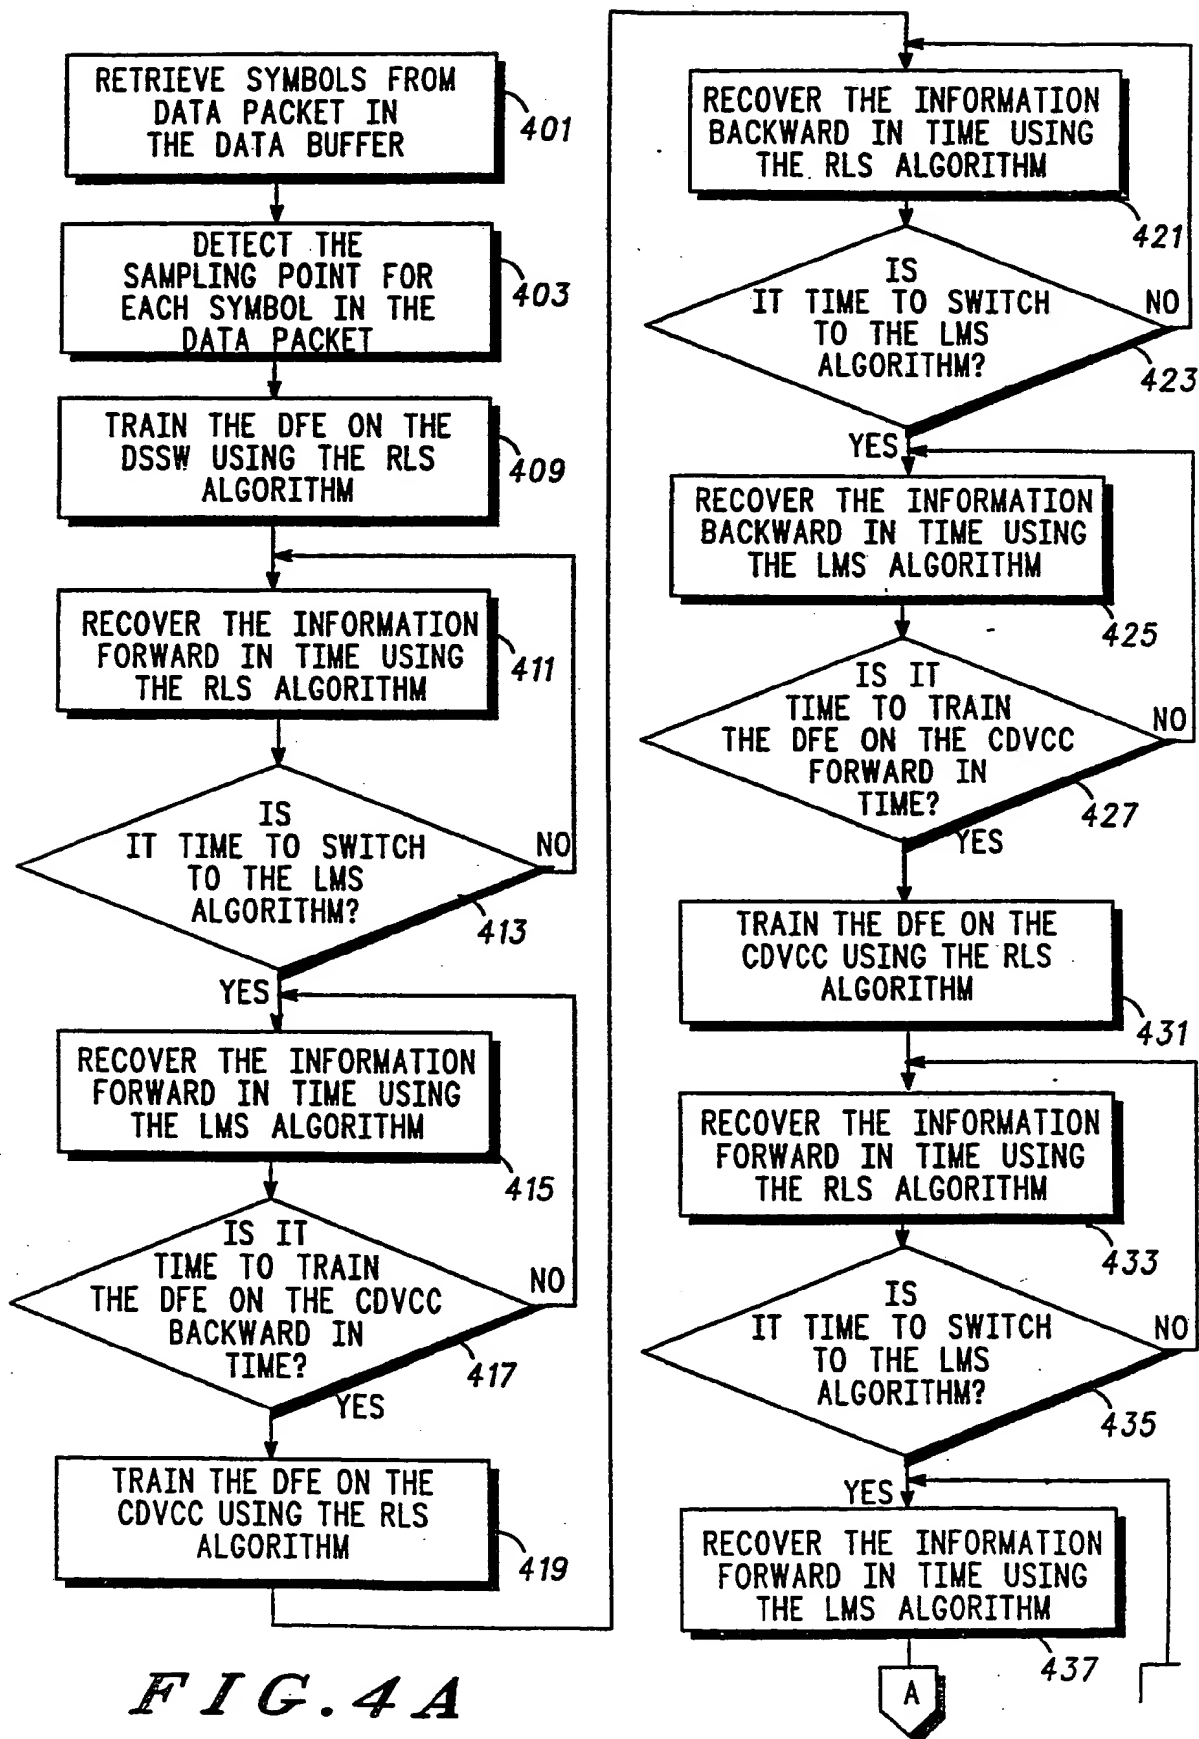 RETRIEVE SYMBOLS FROM
DATA PACKET IN
THE DATA BUFFER
401
DETECT THE
SAMPLING POINT FOR
EACH SYMBOL IN THE
DATA PACKET
403
TRAIN THE DFE ON THE
DSSW USING THE RLS
ALGORITHM
409
RECOVER THE INFORMATION
FORWARD IN TIME USING
THE RLS ALGORITHM
411
IS
IT TIME TO SWITCH
TO THE LMS
ALGORITHM?
NO
413
YES
RECOVER THE INFORMATION
FORWARD IN TIME USING
THE LMS ALGORITHM
415
IS IT
TIME TO TRAIN
THE DFE ON THE CDVCC
BACKWARD IN
TIME?
NO
417
YES
TRAIN THE DFE ON THE
CDVCC USING THE RLS
ALGORITHM
419
RECOVER THE INFORMATION
BACKWARD IN TIME USING
THE RLS ALGORITHM
421
IS
IT TIME TO SWITCH
TO THE LMS
ALGORITHM?
NO
423
YES
RECOVER THE INFORMATION
BACKWARD IN TIME USING
THE LMS ALGORITHM
425
IS IT
TIME TO TRAIN
THE DFE ON THE CDVCC
FORWARD IN
TIME?
NO
427
YES
TRAIN THE DFE ON THE
CDVCC USING THE RLS
ALGORITHM
431
RECOVER THE INFORMATION
FORWARD IN TIME USING
THE RLS ALGORITHM
433
IS
IT TIME TO SWITCH
TO THE LMS
ALGORITHM?
NO
435
YES
RECOVER THE INFORMATION
FORWARD IN TIME USING
THE LMS ALGORITHM
437
A
FIG.4A